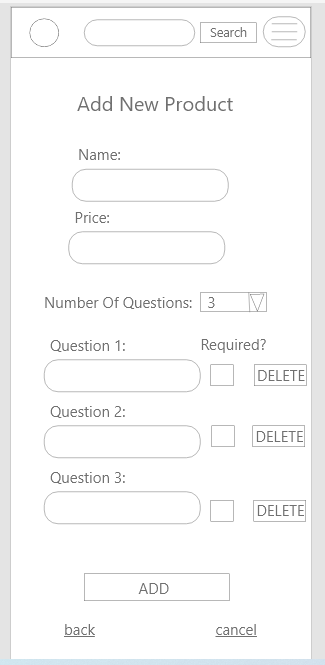 Search
Add New Product
Name:
Price:
Number Of Questions: 3
Question 1: Required?
DELETE
Question 2:
DELETE
Question 3:
DELETE
ADD
back cancel